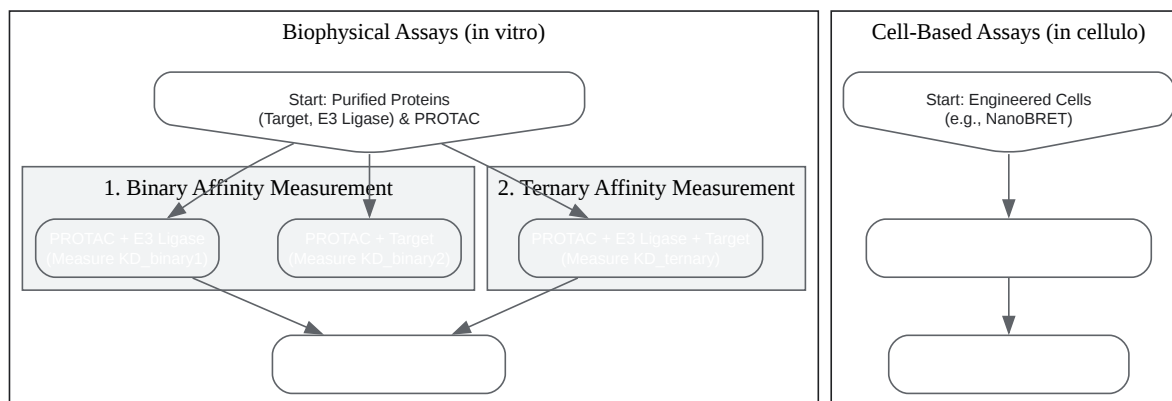 Biophysical Assays (in vitro)
Start: Purified Proteins
(Target, E3 Ligase) & PROTAC
1. Binary Affinity Measurement
PROTAC + E3 Ligase
(Measure KD_binary1)
PROTAC + Target
(Measure KD_binary2)
2. Ternary Affinity Measurement
PROTAC + E3 Ligase + Target
(Measure KD_ternary)
Cell-Based Assays (in cellulo)
Start: Engineered Cells
(e.g., NanoBRET)